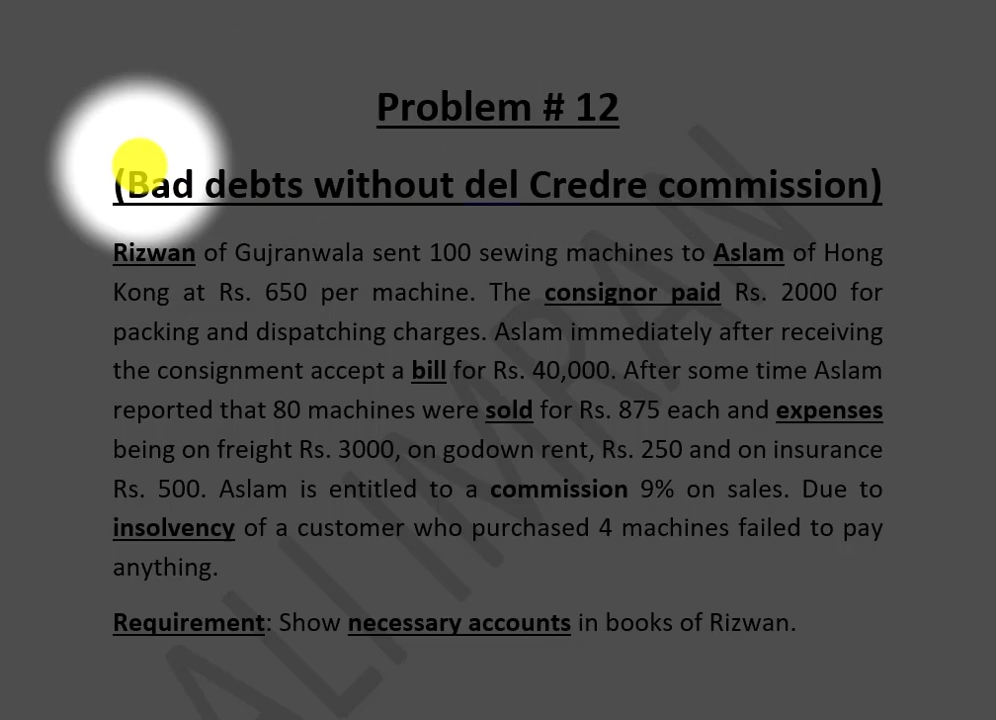 Problem # 12
(Bad debts without del Credre commission)
Rizwan of Gujranwala sent 100 sewing machines to Aslam of Hong
Kong at Rs. 650 per machine. The consignor paid Rs. 2000 for
packing and dispatching charges. Aslam immediately after receiving
the consignment accept a bill for Rs. 40,000. After some time Aslam
reported that 80 machines were sold for Rs. 875 each and expenses
being on freight Rs. 3000, on godown rent, Rs. 250 and on insurance
Rs. 500. Aslam is entitled to a commission 9% on sales. Due to
insolvency of a customer who purchased 4 machines failed to pay
anything.
Requirement: Show necessary accounts in books of Rizwan.
ALI IMRAN